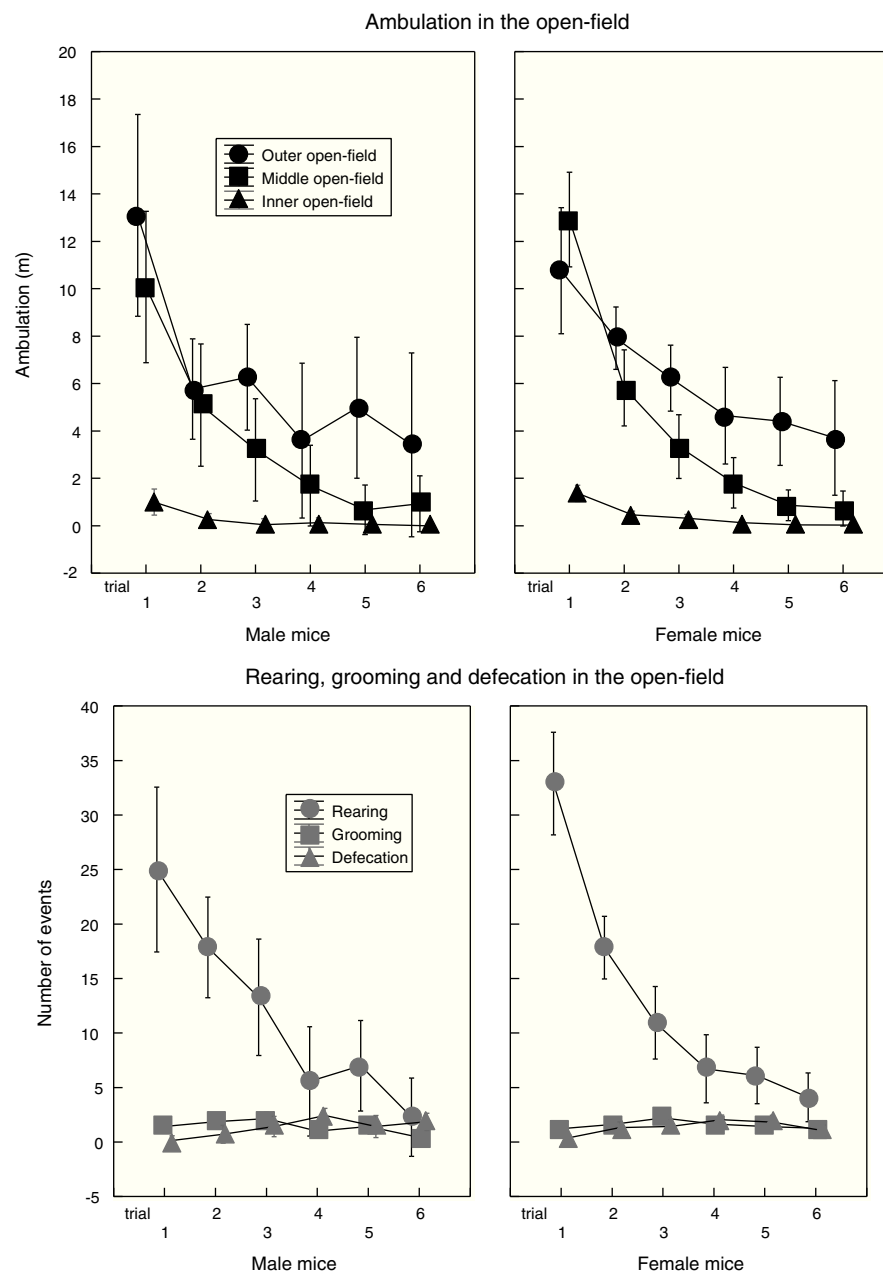 Ambulation in the open-field
20
18
16
14
12
10
8
6
4
2
0
-2
Ambulation (m)
Outer open-field
Middle open-field
Inner open-field
trial 1 2 3 4 5 6
Male mice
trial 1 2 3 4 5 6
Female mice
Rearing, grooming and defecation in the open-field
40
35
30
25
20
15
10
5
0
-5
Number of events
Rearing
Grooming
Defecation
trial 1 2 3 4 5 6
Male mice
trial 1 2 3 4 5 6
Female mice